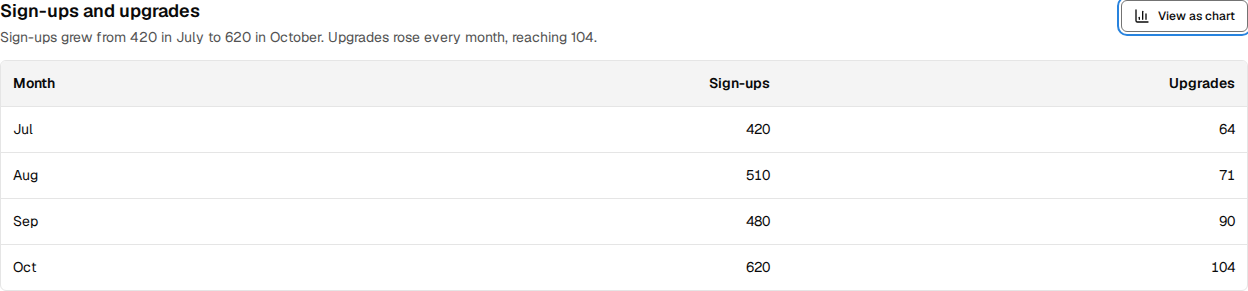 Sign-ups and upgrades
View as chart
Sign-ups grew from 420 in July to 620 in October. Upgrades rose every month, reaching 104.
Month Sign-ups Upgrades
Jul 420 64
Aug 510 71
Sep 480 90
Oct 620 104